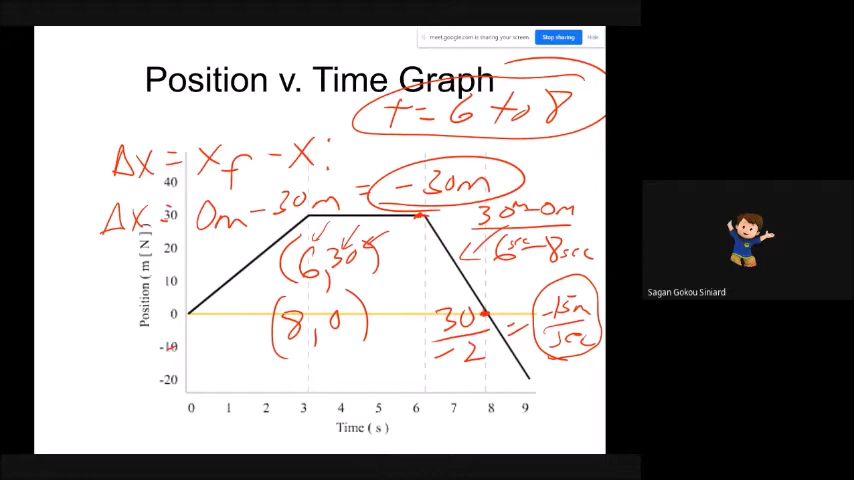 meet.google.com is sharing your screen. Stop sharing Hide
Position v. Time Graph
t = 6 to 8
Δx = xf - xi
Δx = 0m - 30m = -30m
30m - 0m
6sec - 8sec
(6, 30)
(8, 0)
30
-2
= -15m
sec
Position ( m [ N ] )
40
30
20
10
0
-10
-20
0 1 2 3 4 5 6 7 8 9
Time ( s )
Sagan Gokou Siniard